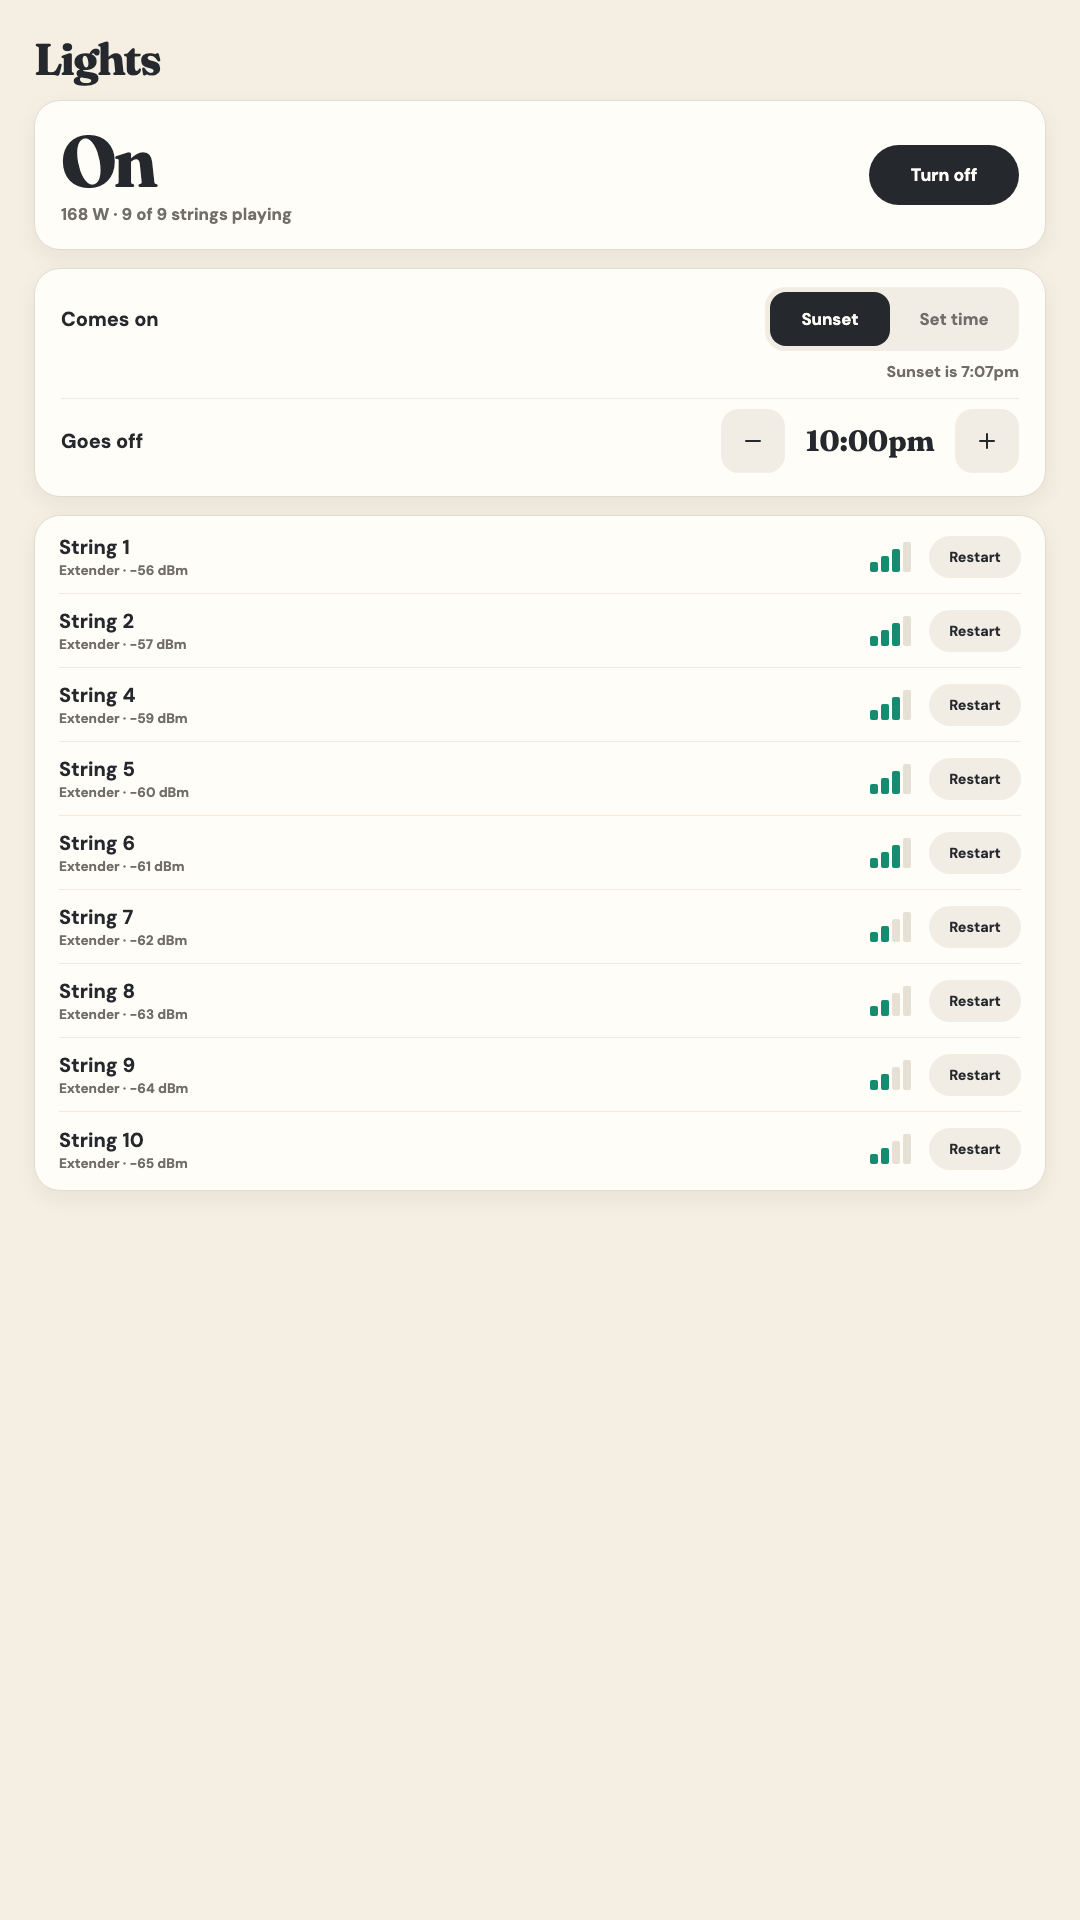 Lights
On
168 W · 9 of 9 strings playing
Turn off
Comes on
Sunset
Set time
Sunset is 7:07pm
Goes off
−
10:00pm
+
String 1
Extender · -56 dBm
Restart
String 2
Extender · -57 dBm
Restart
String 4
Extender · -59 dBm
Restart
String 5
Extender · -60 dBm
Restart
String 6
Extender · -61 dBm
Restart
String 7
Extender · -62 dBm
Restart
String 8
Extender · -63 dBm
Restart
String 9
Extender · -64 dBm
Restart
String 10
Extender · -65 dBm
Restart